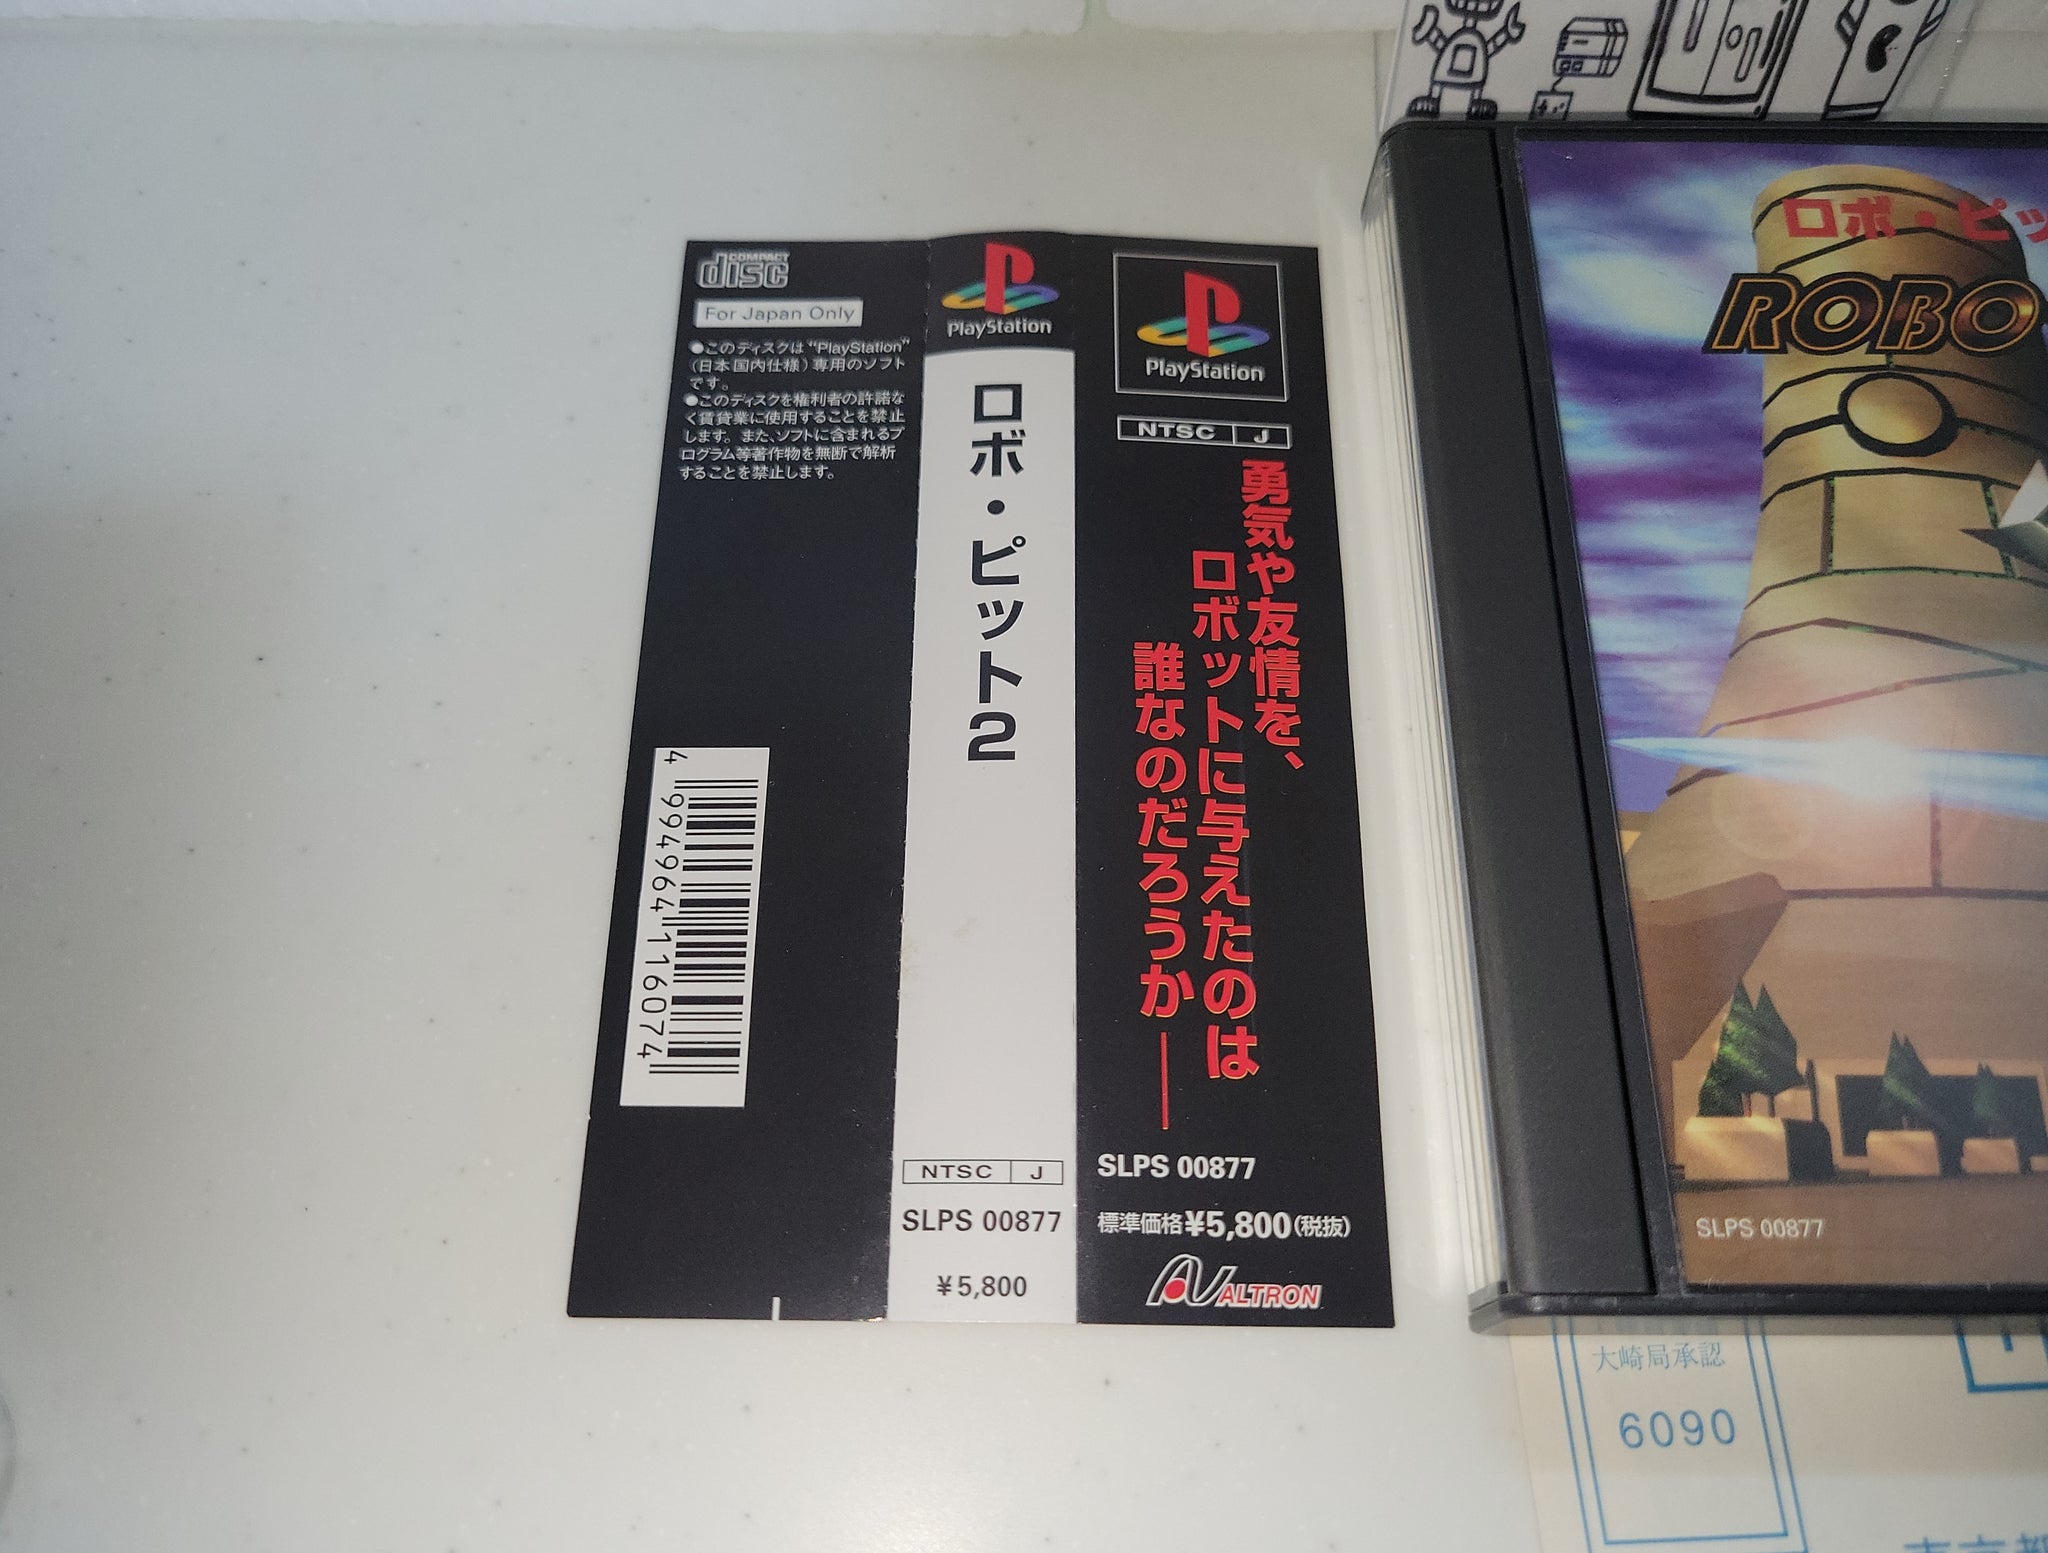 COMPACT
disc
For Japan Only
●このディスクは"PlayStation"
(日本国内仕様)専用のソフト
です。
●このディスクを権利者の許諾な
く賃貸業に使用することを禁止
します。また、ソフトに含まれるプ
ログラム等著作物を無断で解析
することを禁止します。
4 994964 116074
PlayStation
ロボ・ピット2
NTSC J
SLPS 00877
¥5,800
PlayStation
NTSC J
勇気や友情を、
ロボットに与えたのは
誰なのだろうか——
SLPS 00877
標準価格¥5,800(税抜)
ALTRON
ロボ・ピッ
ROBO
SLPS 00877
大崎局承認
6090